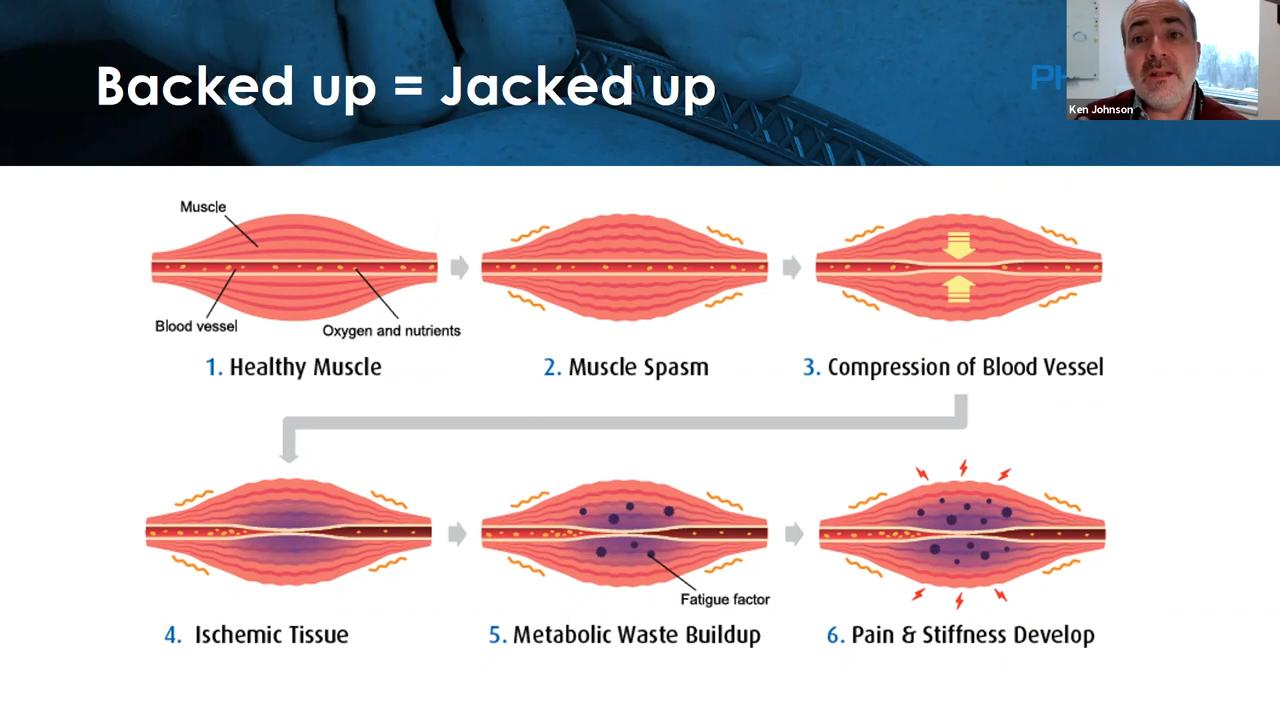 Backed up = Jacked up
PH
Ken Johnson
Muscle
Blood vessel
Oxygen and nutrients
1. Healthy Muscle
2. Muscle Spasm
3. Compression of Blood Vessel
4. Ischemic Tissue
5. Metabolic Waste Buildup
Fatigue factor
6. Pain & Stiffness Develop